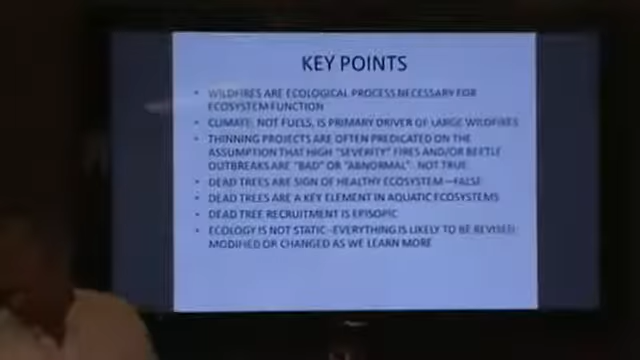 KEY POINTS
• WILDFIRES ARE ECOLOGICAL PROCESS NECESSARY FOR
ECOSYSTEM FUNCTION
• CLIMATE, NOT FUELS, IS PRIMARY DRIVER OF LARGE WILDFIRES
• THINNING PROJECTS ARE OFTEN PREDICATED ON THE
ASSUMPTION THAT HIGH "SEVERITY" FIRES AND/OR BEETLE
OUTBREAKS ARE "BAD" OR "ABNORMAL". NOT TRUE
• DEAD TREES ARE SIGN OF HEALTHY ECOSYSTEM—FALSE
• DEAD TREES ARE A KEY ELEMENT IN AQUATIC ECOSYSTEMS
• DEAD TREE RECRUITMENT IS EPISOPIC
• ECOLOGY IS NOT STATIC--EVERYTHING IS LIKELY TO BE REVISED
MODIFIED OR CHANGED AS WE LEARN MORE